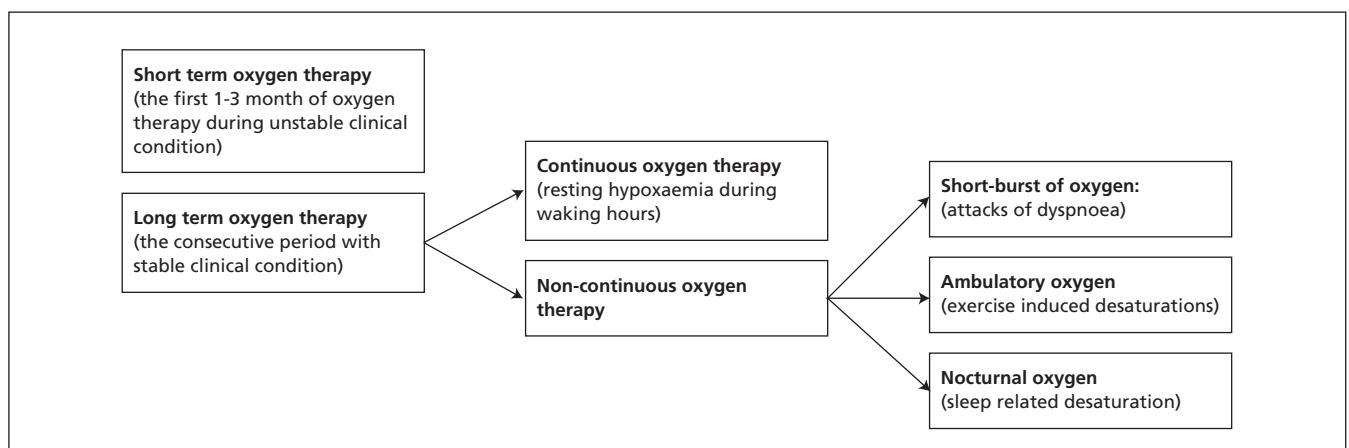 Short term oxygen therapy
(the first 1-3 month of oxygen
therapy during unstable clinical
condition)
Long term oxygen therapy
(the consecutive period with
stable clinical condition)
Continuous oxygen therapy
(resting hypoxaemia during
waking hours)
Non-continuous oxygen
therapy
Short-burst of oxygen:
(attacks of dyspnoea)
Ambulatory oxygen
(exercise induced desaturations)
Nocturnal oxygen
(sleep related desaturation)